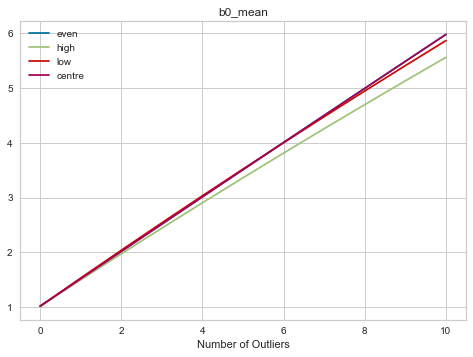 b0_mean
even
high
low
centre
6
5
4
3
2
1
0 2 4 6 8 10
Number of Outliers